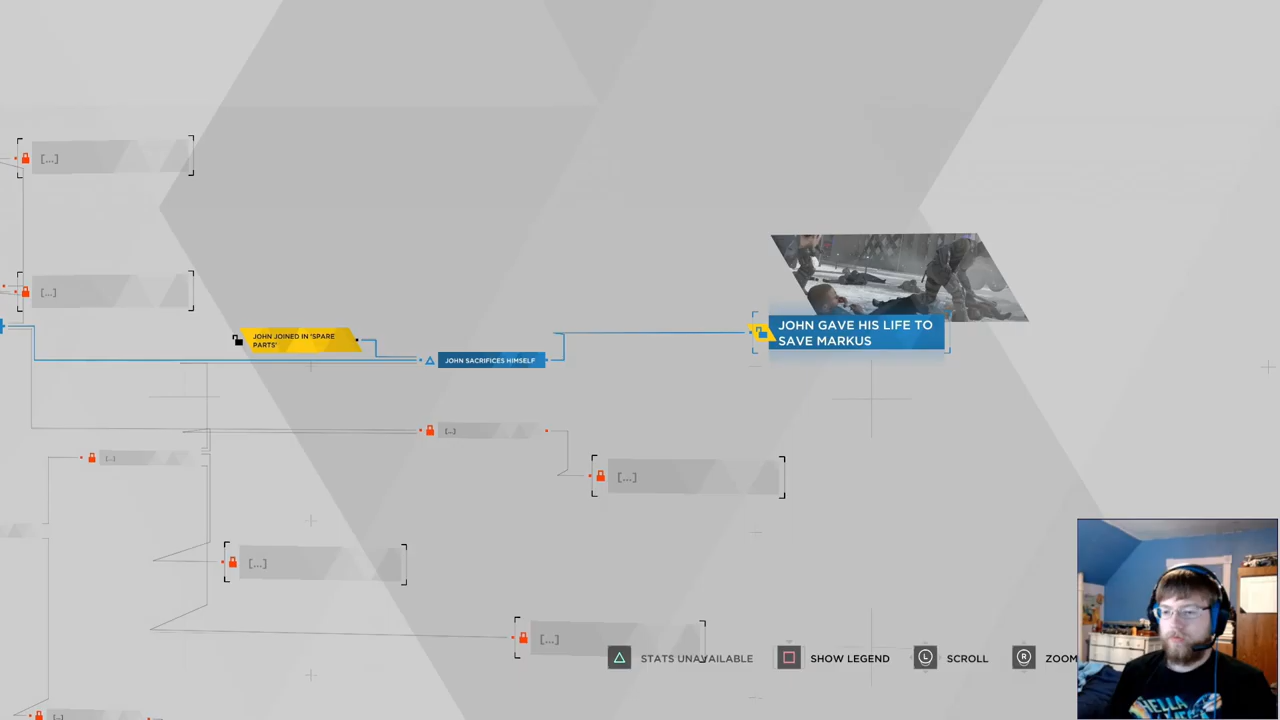 [...]
[...]
JOHN JOINED IN 'SPARE
PARTS'
JOHN GAVE HIS LIFE TO
SAVE MARKUS
JOHN SACRIFICES HIMSELF
[...]
[...]
[...]
[...]
[...]
STATS UNAVAILABLE
SHOW LEGEND
L
SCROLL
R
ZOOM
HELLA